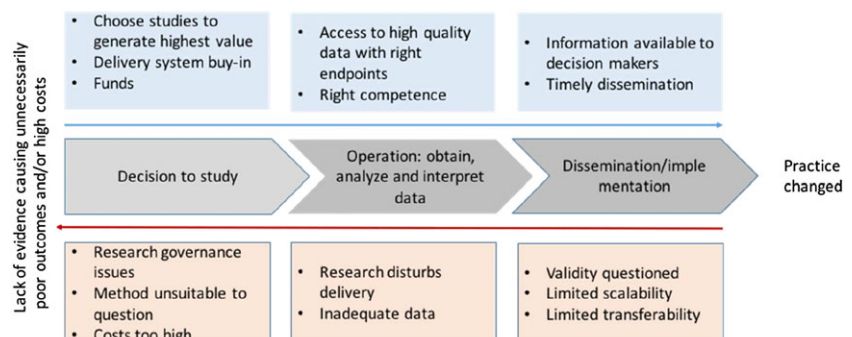 Lack of evidence causing unnecessarily
poor outcomes and/or high costs
• Choose studies to
generate highest value
• Delivery system buy-in
• Funds
• Access to high quality
data with right
endpoints
• Right competence
• Information available to
decision makers
• Timely dissemination
Decision to study
Operation: obtain,
analyze and interpret
data
Dissemination/imple
mentation
Practice
changed
• Research governance
issues
• Method unsuitable to
question
• Costs too high
• Research disturbs
delivery
• Inadequate data
• Validity questioned
• Limited scalability
• Limited transferability